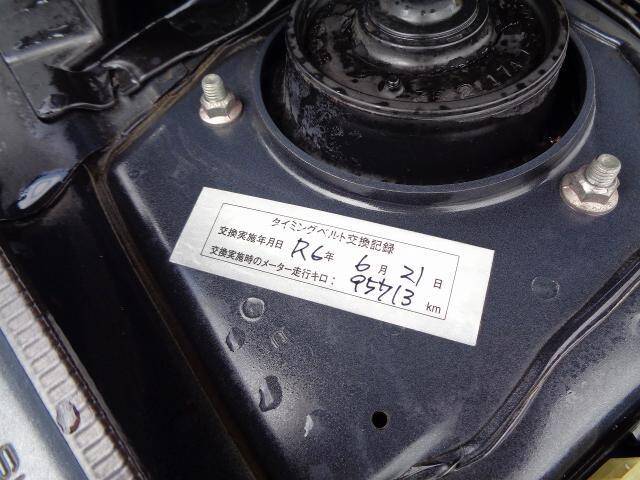 タイミングベルト交換記録
交換実施年月日 R6年 6月 21日
交換実施時のメーター走行キロ: 95713 km